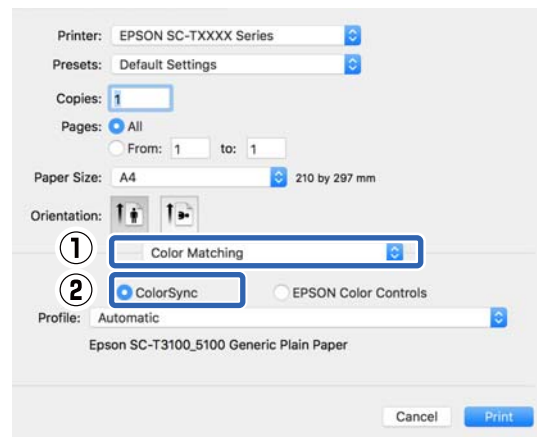 Printer: EPSON SC-TXXXX Series
Presets: Default Settings
Copies: 1
Pages: All
From: 1 to: 1
Paper Size: A4 210 by 297 mm
Orientation:
① Color Matching
② ColorSync EPSON Color Controls
Profile: Automatic
Epson SC-T3100_5100 Generic Plain Paper
Cancel Print